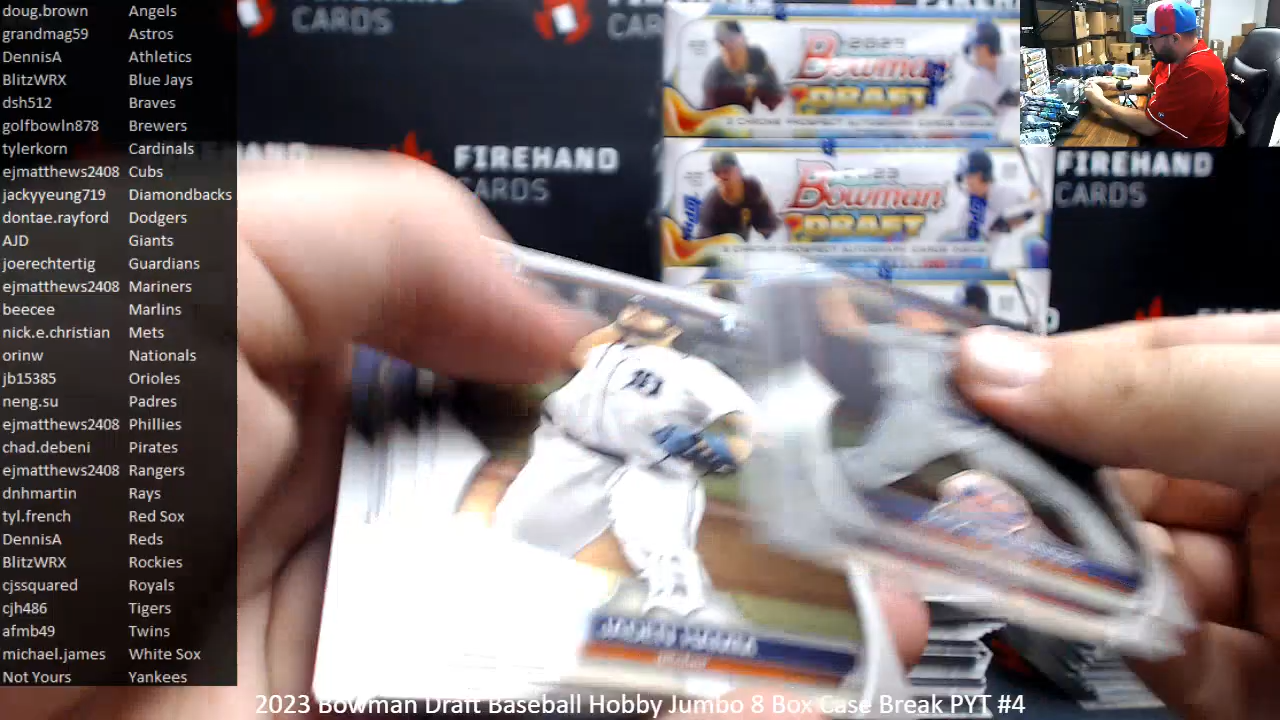 doug.brown Angels
grandmag59 Astros
DennisA Athletics
BlitzWRX Blue Jays
dsh512 Braves
golfbowln878 Brewers
tylerkorn Cardinals
ejmatthews2408 Cubs
jackyyeung719 Diamondbacks
dontae.rayford Dodgers
AJD Giants
joerechtertig Guardians
ejmatthews2408 Mariners
beecee Marlins
nick.e.christian Mets
orinw Nationals
jb15385 Orioles
neng.su Padres
ejmatthews2408 Phillies
chad.debeni Pirates
ejmatthews2408 Rangers
dnhmartin Rays
tyl.french Red Sox
DennisA Reds
BlitzWRX Rockies
cjssquared Royals
cjh486 Tigers
afmb49 Twins
michael.james White Sox
Not Yours Yankees
CARDS
Bowman
DRAFT
FIREHAND
CARDS
2023
Bowman
DRAFT
CARDS
2023 Bowman Draft Baseball Hobby Jumbo 8 Box Case Break PYT #4